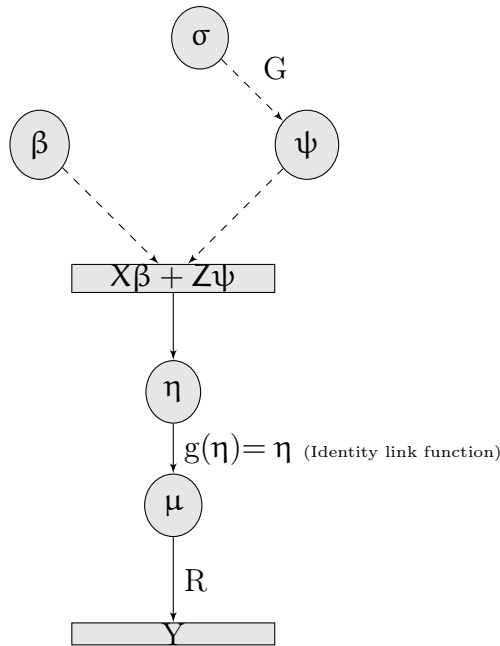 σ
G
β
ψ
Xβ + Zψ
η
g(η)= η (Identity link function)
μ
R
Y